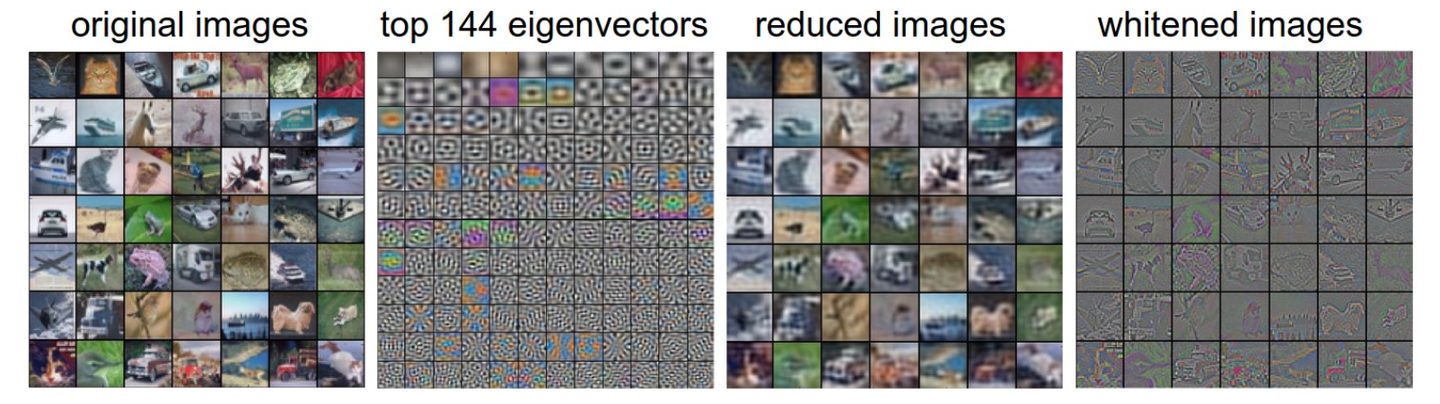 original images
top 144 eigenvectors
reduced images
whitened images